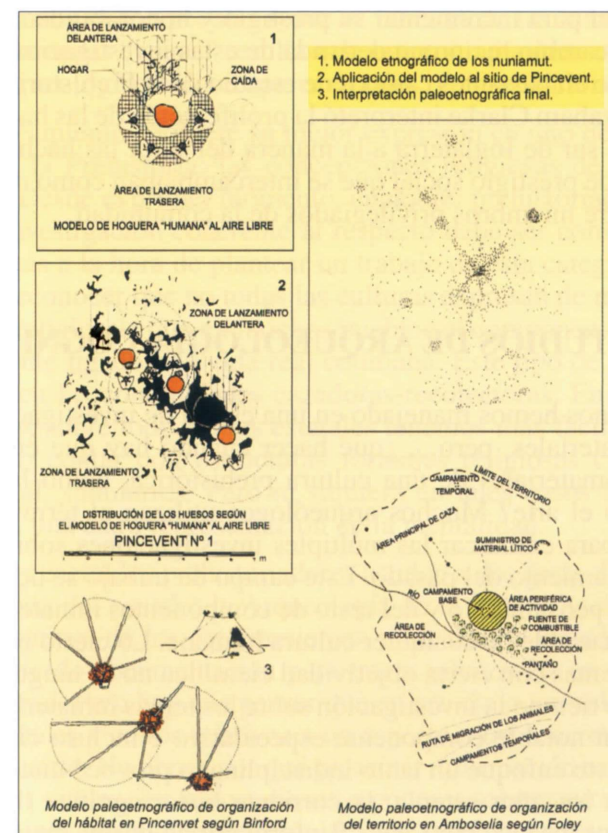 ÁREA DE LANZAMIENTO
DELANTERA
1
HOGAR
ZONA DE
CAÍDA
ÁREA DE LANZAMIENTO
TRASERA
MODELO DE HOGUERA "HUMANA" AL AIRE LIBRE
1. Modelo etnográfico de los nuniamut.
2. Aplicación del modelo al sitio de Pincevent.
3. Interpretación paleoetnográfica final.
2
ZONA DE LANZAMIENTO
DELANTERA
ZONA DE LANZAMIENTO
TRASERA
DISTRIBUCIÓN DE LOS HUESOS SEGÚN
EL MODELO DE HOGUERA "HUMANA" AL AIRE LIBRE
PINCEVENT Nº 1
m
3
Modelo paleoetnográfico de organización
del hábitat en Pincenvet según Binford
LÍMITE DEL TERRITORIO
CAMPAMENTO
TEMPORAL
ÁREA PRINCIPAL DE CAZA
SUMINISTRO DE
MATERIAL LÍTICO
CAMPAMENTO
BASE
ÁREA PERIFÉRICA
DE ACTIVIDAD
FUENTE DE
COMBUSTIBLE
ÁREA DE
RECOLECCIÓN
ÁREA DE
RECOLECCIÓN
PANTANO
RUTA DE MIGRACIÓN DE LOS ANIMALES
CAMPAMENTOS TEMPORALES
Modelo paleoetnográfico de organización
del territorio en Amboselia según Foley